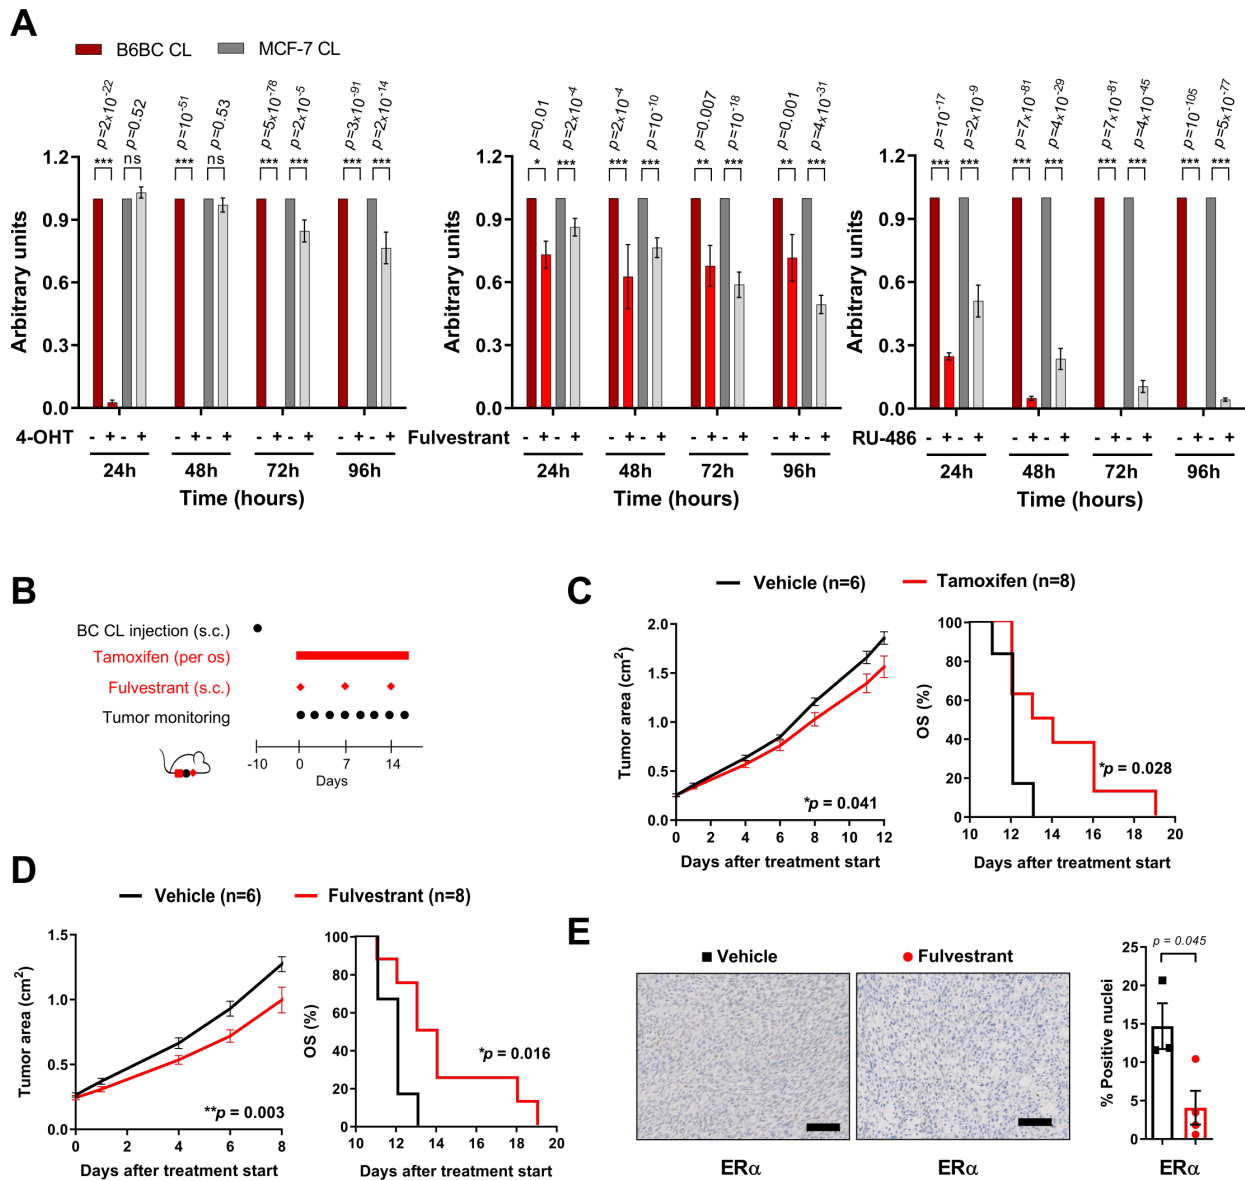 A
B6BC CL
MCF-7 CL
p=2x10-22
p=0.52
p=10-51
p=0.53
p=5x10-78
p=2x10-5
p=3x10-91
p=2x10-14
*** ns *** ns *** *** *** ***
1.2
0.9
0.6
0.3
0.0
Arbitrary units
4-OHT - + - + - + - + - + - + - + - +
24h 48h 72h 96h
Time (hours)
p=0.01
p=2x10-4
p=2x10-4
p=10-10
p=0.007
p=10-18
p=0.001
p=4x10-31
* *** *** *** ** *** ** ***
1.2
0.9
0.6
0.3
0.0
Arbitrary units
Fulvestrant - + - + - + - + - + - + - + - +
24h 48h 72h 96h
Time (hours)
p=10-17
p=2x10-9
p=7x10-81
p=4x10-29
p=7x10-81
p=4x10-45
p=10-105
p=5x10-77
*** *** *** *** *** *** *** ***
1.2
0.9
0.6
0.3
0.0
Arbitrary units
RU-486 - + - + - + - + - + - + - + - +
24h 48h 72h 96h
Time (hours)
B
BC CL injection (s.c.)
Tamoxifen (per os)
Fulvestrant (s.c.)
Tumor monitoring
-10 0 7 14
Days
C
Vehicle (n=6)
Tamoxifen (n=8)
2.0
1.5
1.0
0.5
0.0
Tumor area (cm2)
*p = 0.041
0 2 4 6 8 10 12
Days after treatment start
100
80
60
40
20
0
OS (%)
*p = 0.028
10 12 14 16 18 20
Days after treatment start
D
Vehicle (n=6)
Fulvestrant (n=8)
1.5
1.0
0.5
0.0
Tumor area (cm2)
**p = 0.003
0 2 4 6 8
Days after treatment start
100
80
60
40
20
0
OS (%)
*p = 0.016
10 12 14 16 18 20
Days after treatment start
E
Vehicle
Fulvestrant
ERα
ERα
p = 0.045
25
20
15
10
5
0
% Positive nuclei
ERα